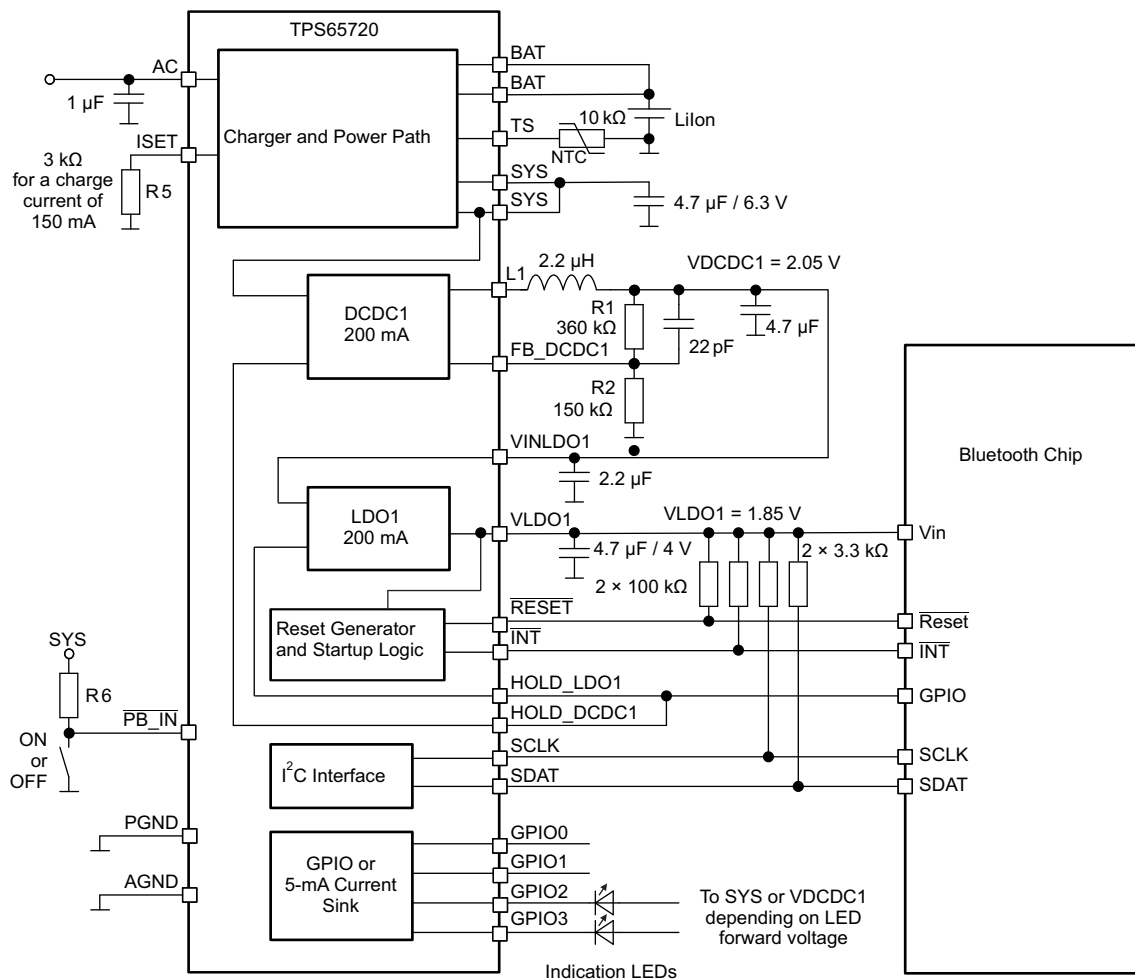 TPS65720
AC
1 µF
ISET
3 kΩ
for a charge
current of
150 mA
R5
Charger and Power Path
BAT
BAT
TS
10 kΩ
NTC
LiIon
SYS
SYS
4.7 µF / 6.3 V
L1
2.2 µH
VDCDC1 = 2.05 V
DCDC1
200 mA
R1
360 kΩ
22 pF
4.7 µF
FB_DCDC1
R2
150 kΩ
VINLDO1
2.2 µF
Bluetooth Chip
LDO1
200 mA
VLDO1
VLDO1 = 1.85 V
Vin
4.7 µF / 4 V
2 × 3.3 kΩ
2 × 100 kΩ
Reset Generator
and Startup Logic
RESET
Reset
INT
INT
SYS
R6
PB_IN
ON
or
OFF
HOLD_LDO1
GPIO
HOLD_DCDC1
I²C Interface
SCLK
SCLK
SDAT
SDAT
PGND
AGND
GPIO or
5-mA Current
Sink
GPIO0
GPIO1
GPIO2
GPIO3
To SYS or VDCDC1
depending on LED
forward voltage
Indication LEDs